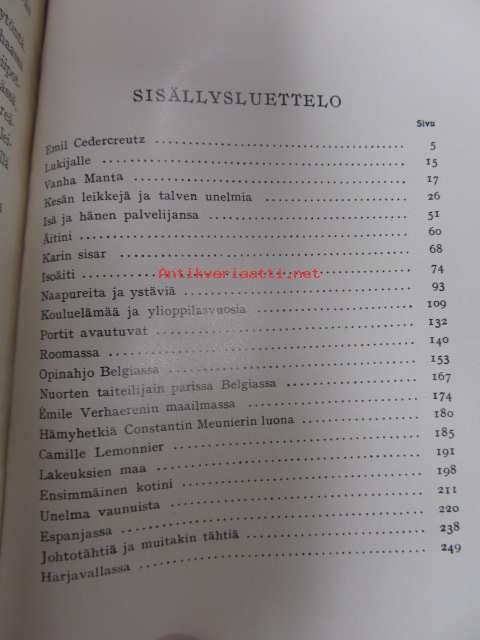 SISÄLLYSLUETTELO
Sivu
Emil Cedercreutz 5
Lukijalle 15
Vanha Manta 17
Kesän leikkejä ja talven unelmia 26
Isä ja hänen palvelijansa 51
Äitini 60
Karin sisar 68
Isoäiti 74
Antikvariaatti.net
Naapureita ja ystäviä 93
Kouluelämää ja ylioppilasvuosia 109
Portit avautuvat 132
Roomassa 140
Opinahjo Belgiassa 153
Nuorten taiteilijain parissa Belgiassa 167
Émile Verhaerenin maailmassa 174
Hämyhetkiä Constantin Meunierin luona 180
Camille Lemonnier 185
Lakeuksien maa 191
Ensimmäinen kotini 198
Unelma vaunuista 211
Espanjassa 220
Johtotähtiä ja muitakin tähtiä 238
Harjavallassa 249